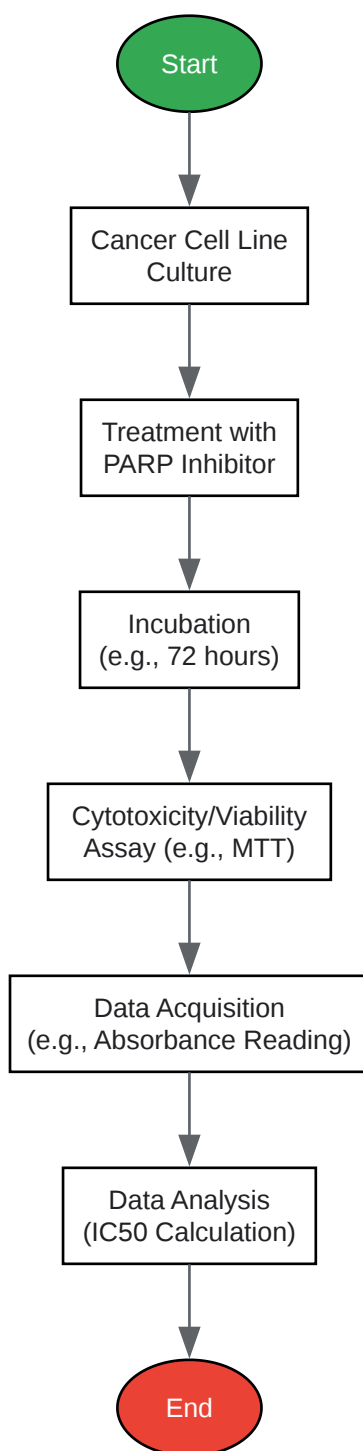 Start
Cancer Cell Line
Culture
Treatment with
PARP Inhibitor
Incubation
(e.g., 72 hours)
Cytotoxicity/Viability
Assay (e.g., MTT)
Data Acquisition
(e.g., Absorbance Reading)
Data Analysis
(IC50 Calculation)
End